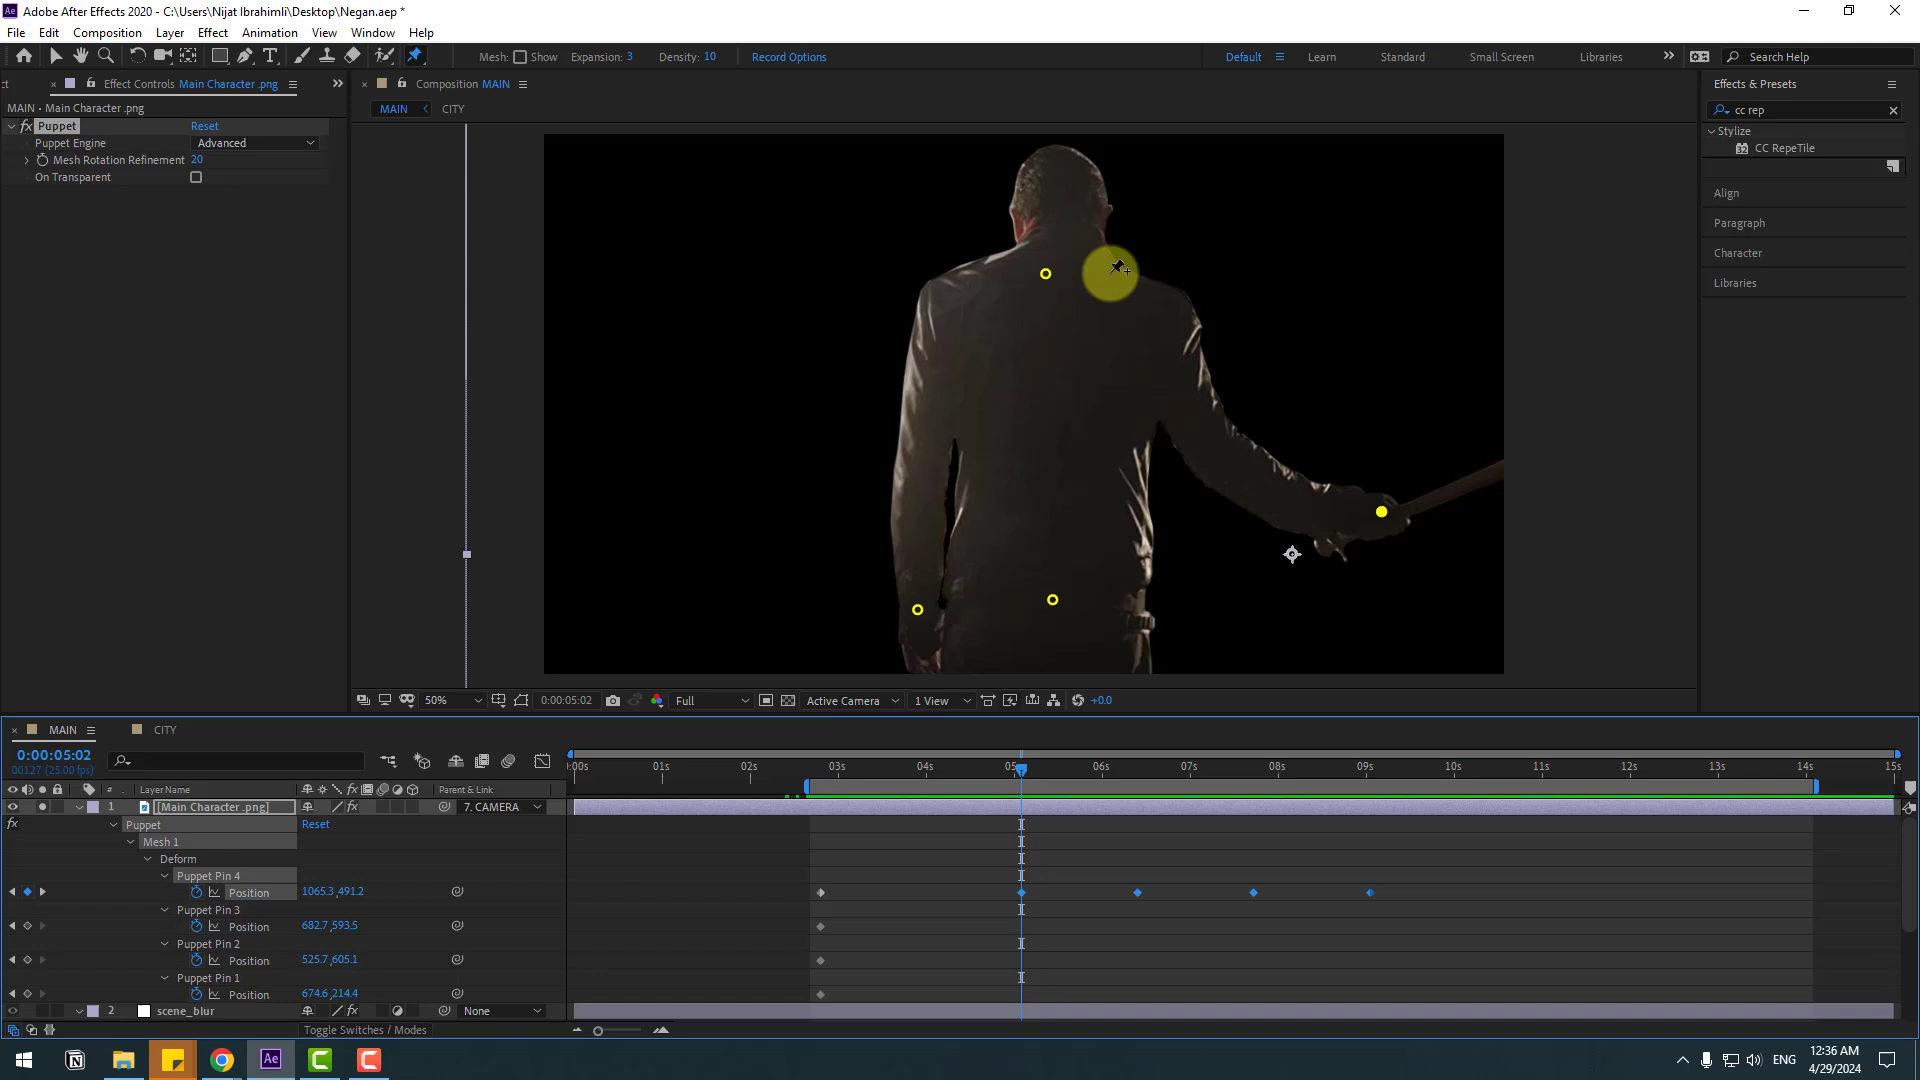 Adobe After Effects 2020 - C:\Users\Nijat Ibrahimli\Desktop\Negan.aep *
File Edit Composition Layer Effect Animation View Window Help
Mesh: Show Expansion: 3 Density: 10 Record Options Default Learn Standard Small Screen Libraries Search Help
Effect Controls Main Character .png
Composition MAIN
Effects & Presets
MAIN • Main Character .png
MAIN CITY
cc rep
fx Puppet Reset
Stylize
Puppet Engine Advanced
CC RepeTile
Mesh Rotation Refinement 20
On Transparent
Align
Paragraph
Character
Libraries
50% 0:00:05:02 Full Active Camera 1 View +0.0
MAIN CITY
0:00:05:02
00127 (25.00 fps)
:00s 01s 02s 03s 04s 05s 06s 07s 08s 09s 10s 11s 12s 13s 14s 15s
# Layer Name Parent & Link
1 [Main Character .png] 7. CAMERA
Puppet Reset
Mesh 1
Deform
Puppet Pin 4
Position 1065.3,491.2
Puppet Pin 3
Position 682.7,593.5
Puppet Pin 2
Position 525.7,605.1
Puppet Pin 1
Position 674.6,214.4
2 scene_blur None
Toggle Switches / Modes
Ae
ENG
12:36 AM
4/29/2024